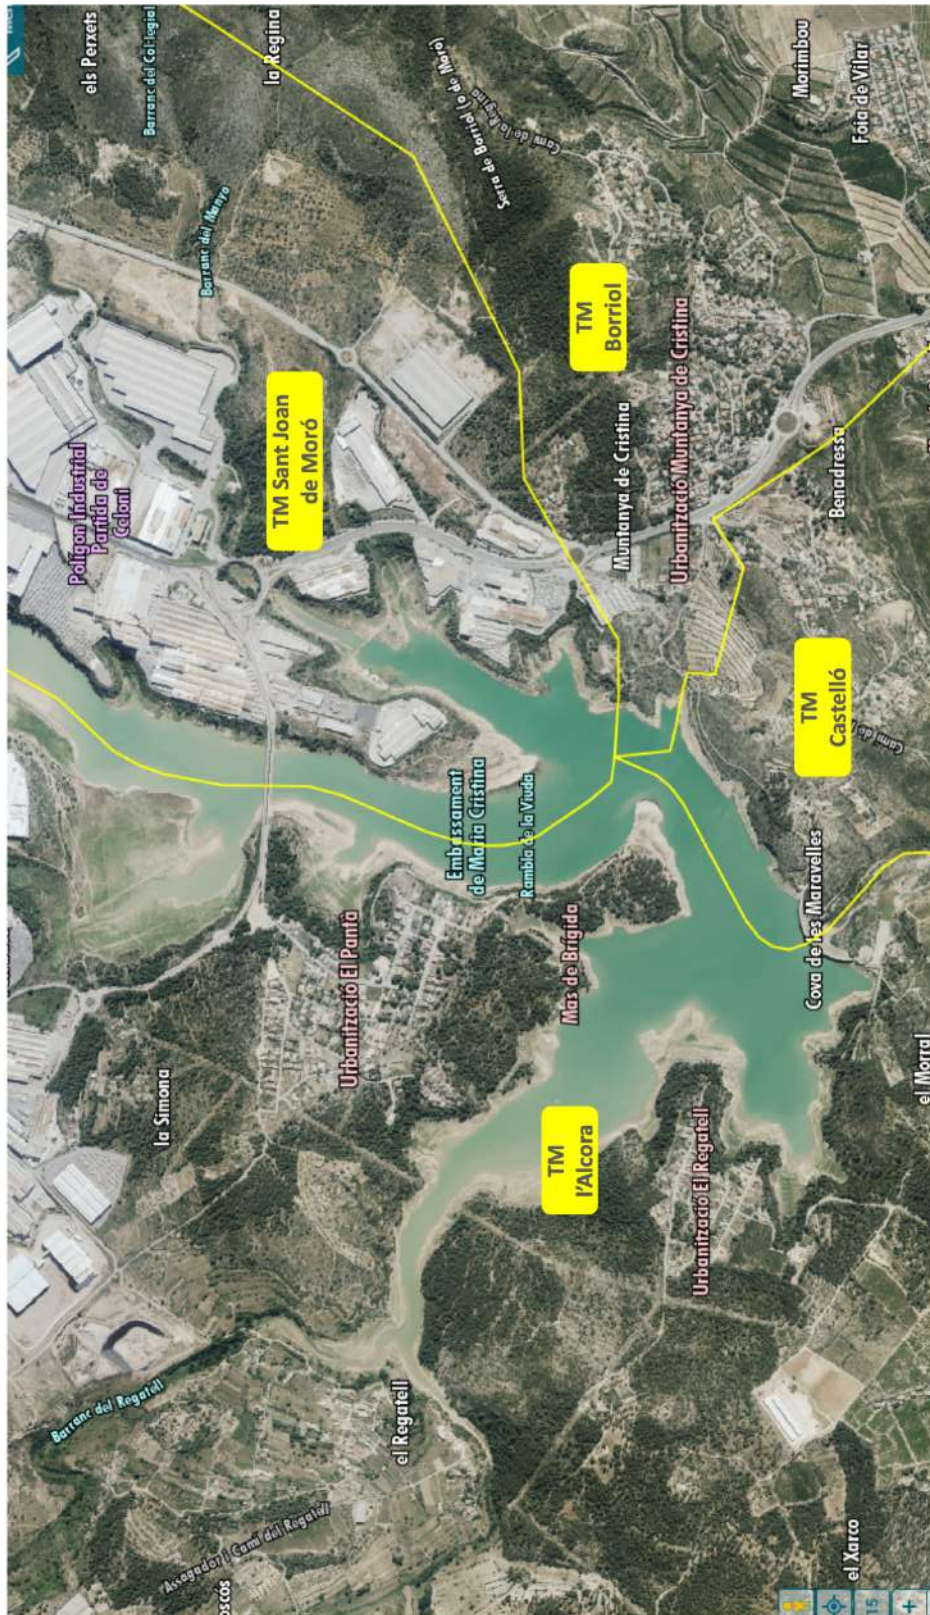 els Perxets
Barranc del Col·legial
la Regina
Barranc del Manyo
Serra de Borriol (o de Moró)
Camí de la Regina
Morimbou
Foia de Vilar
Polígon Industrial
Partida de
Celoni
TM Sant Joan
de Moró
TM
Borriol
Muntanya de Cristina
Urbanització Muntanya de Cristina
Benadressa
TM
Castelló
Camí de
Embassament
de Maria Cristina
Rambla de la Viuda
Urbanització El Pantà
Mas de Brígida
Cova de les Maravelles
la Simona
TM
l'Alcora
Urbanització El Regatell
el Morral
Barranc del Regatell
el Regatell
Assagador i Camí del Regatell
el Xarco
15
+